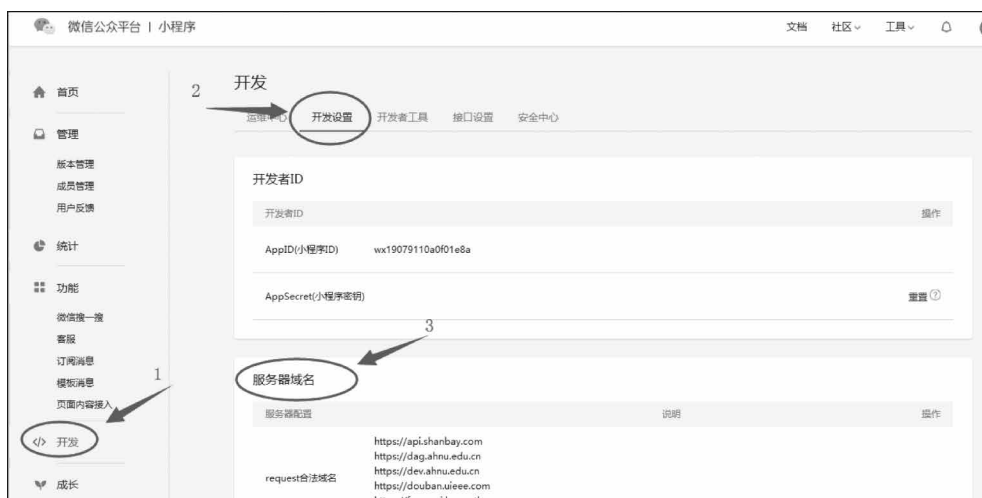 微信公众平台 | 小程序
文档 社区 工具
首页
管理
版本管理
成员管理
用户反馈
统计
功能
微信搜一搜
客服
订阅消息
模板消息
页面内容接入
开发
成长
1
2
3
开发
运维中心 开发设置 开发者工具 接口设置 安全中心
开发者ID
开发者ID 操作
AppID(小程序ID) wx19079110a0f01e8a
AppSecret(小程序密钥) 重置
服务器域名
服务器配置 说明 操作
request合法域名
https://api.shanbay.com
https://dag.ahnu.edu.cn
https://dev.ahnu.edu.cn
https://douban.uieee.com